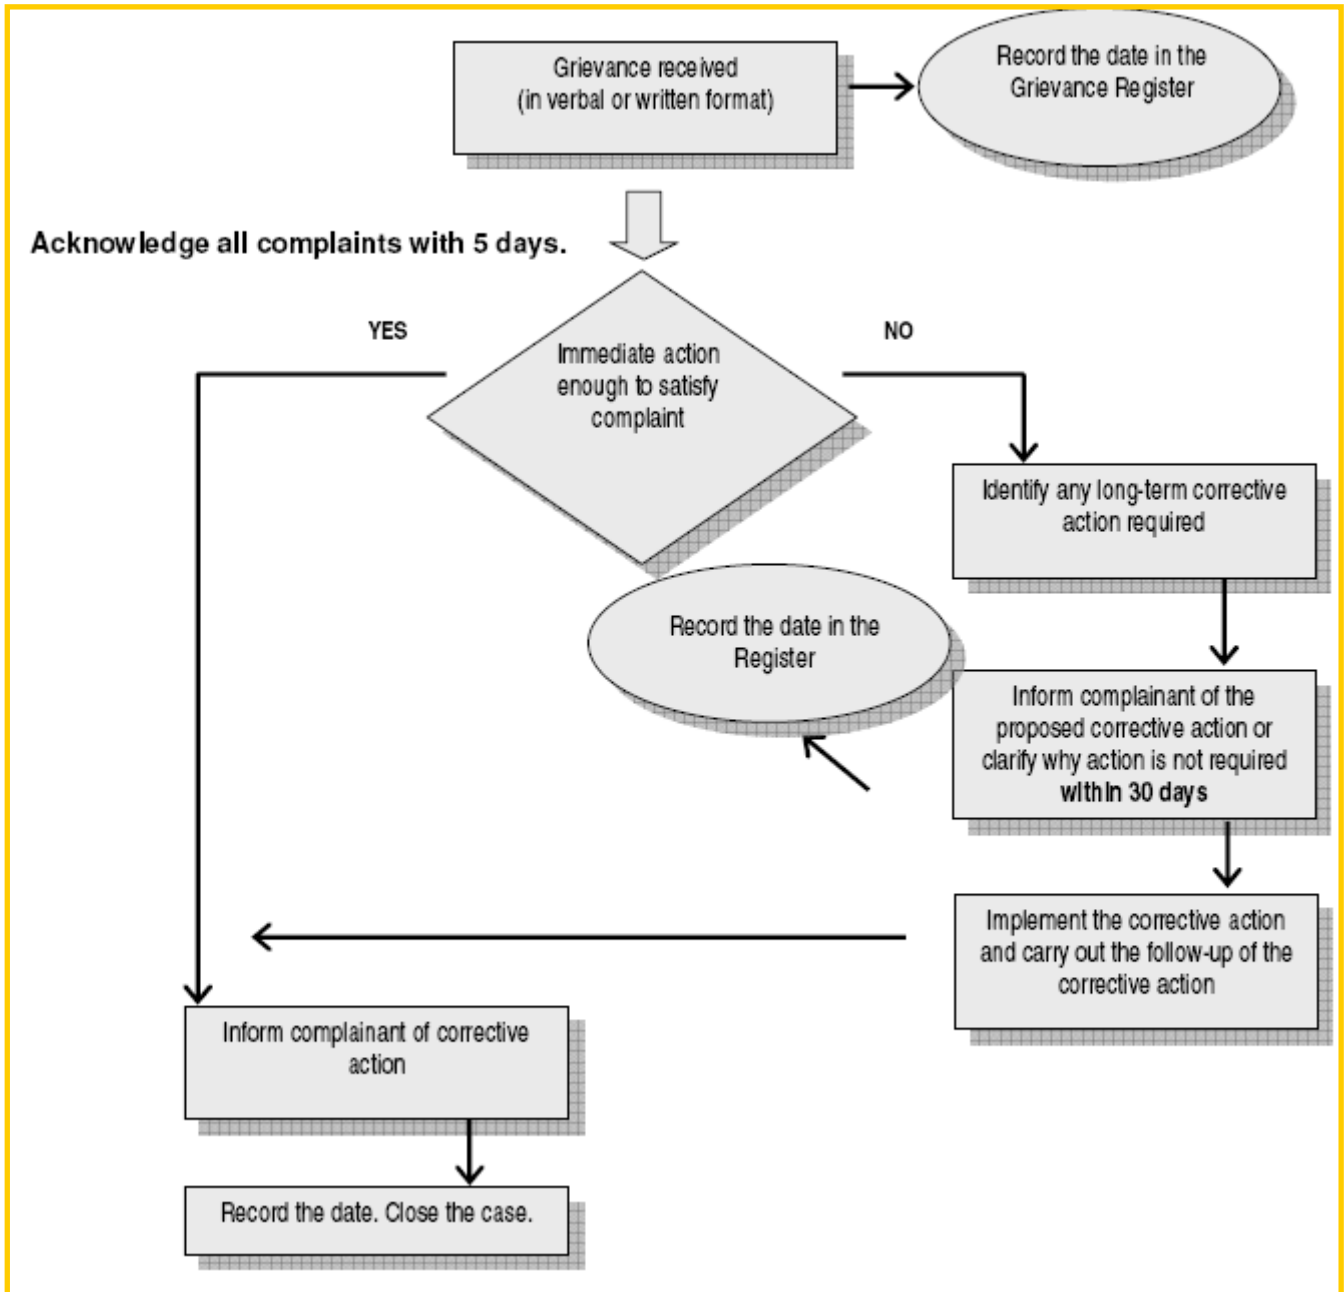 Grievance received
(in verbal or written format)
Record the date in the
Grievance Register
Acknowledge all complaints with 5 days.
YES
NO
Immediate action
enough to satisfy
complaint
Identify any long-term corrective
action required
Record the date in the
Register
Inform complainant of the
proposed corrective action or
clarify why action is not required
within 30 days
Implement the corrective action
and carry out the follow-up of the
corrective action
Inform complainant of corrective
action
Record the date. Close the case.